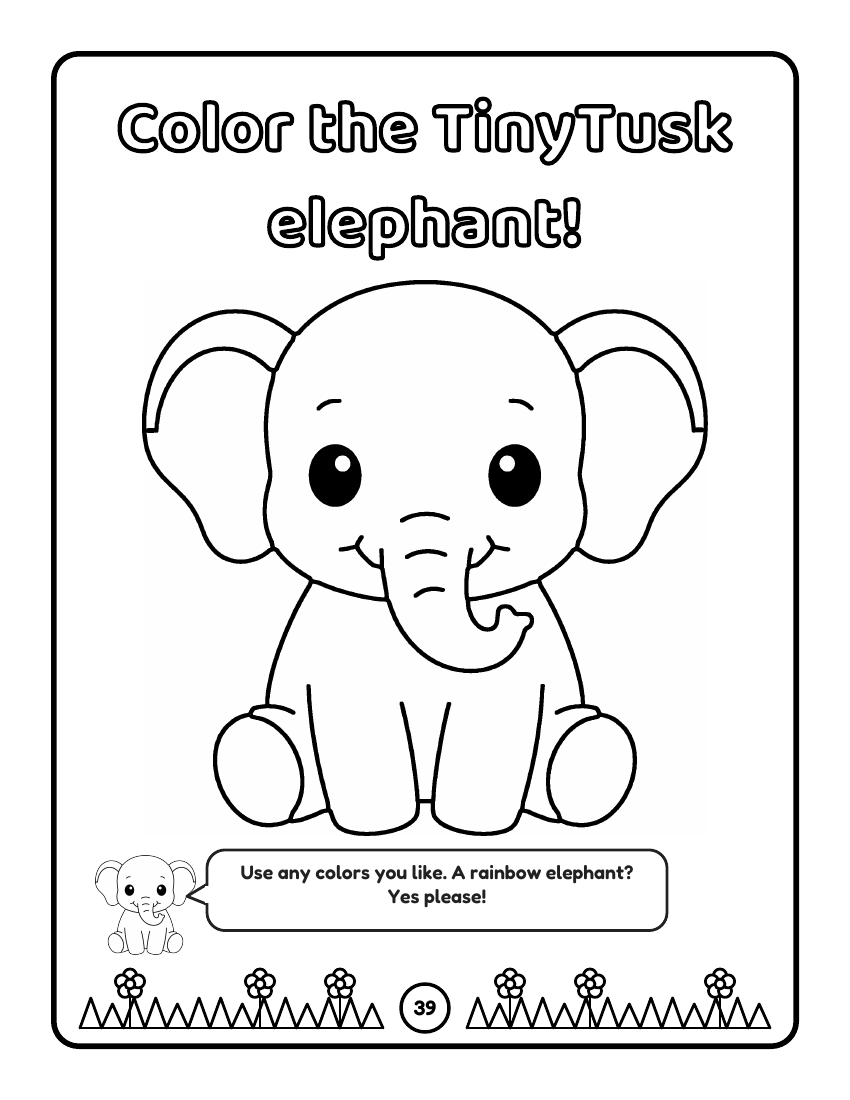 Color the TinyTusk
elephant!
Use any colors you like. A rainbow elephant?
Yes please!
39